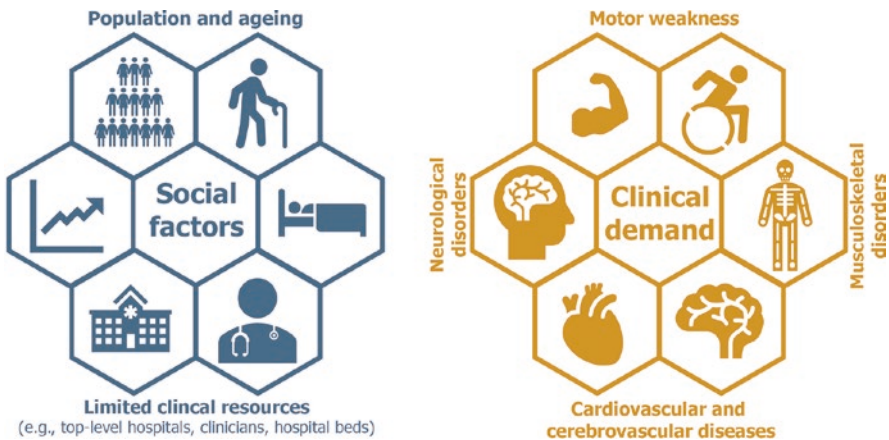 Population and ageing
Social
factors
Limited clincal resources
(e.g., top-level hospitals, clinicians, hospital beds)
Motor weakness
Neurological
disorders
Clinical
demand
Musculoskeletal
disorders
Cardiovascular and
cerebrovascular diseases